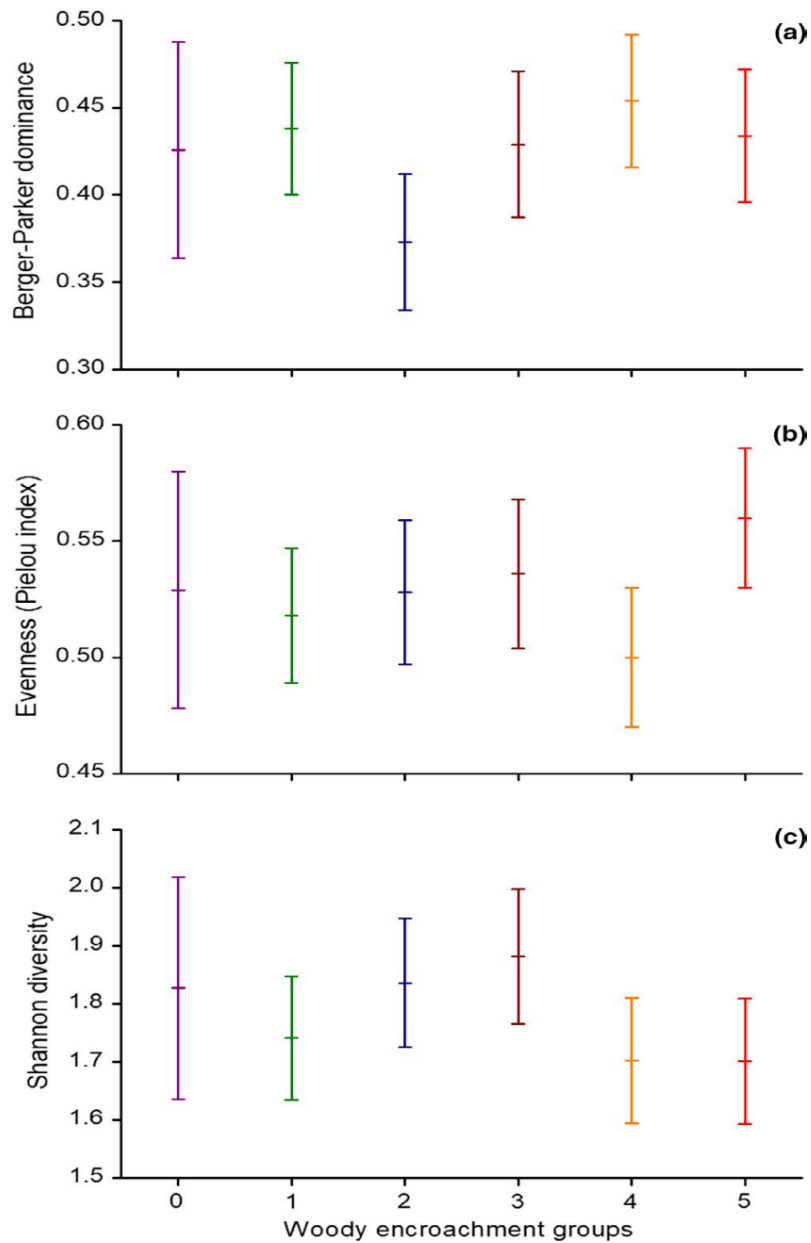 (a)
Berger-Parker dominance
0.50
0.45
0.40
0.35
0.30
(b)
Evenness (Pielou index)
0.60
0.55
0.50
0.45
(c)
Shannon diversity
2.1
2.0
1.9
1.8
1.7
1.6
1.5
0 1 2 3 4 5
Woody encroachment groups